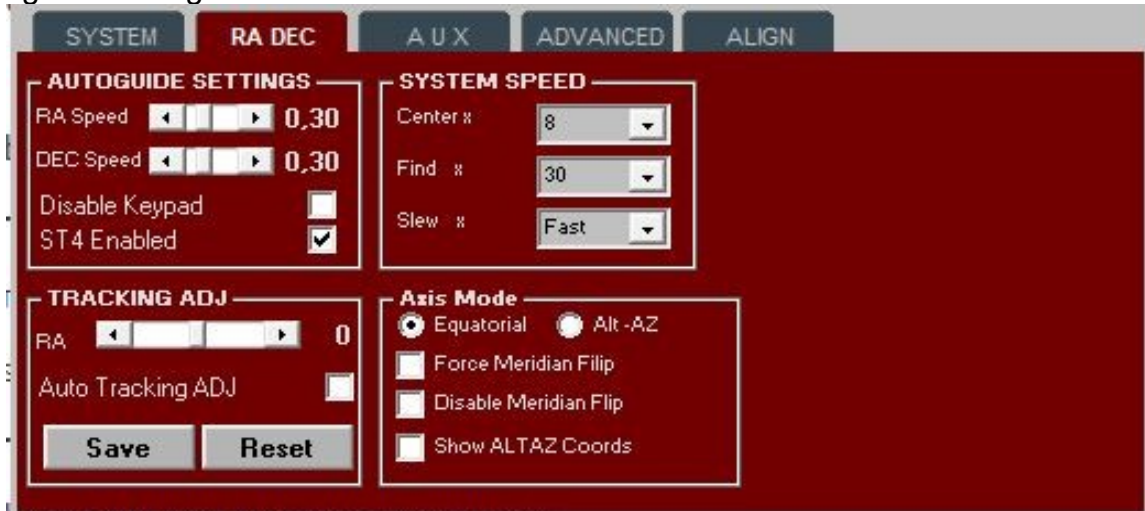 SYSTEM RA DEC A U X ADVANCED ALIGN
AUTOGUIDE SETTINGS
RA Speed 0,30
DEC Speed 0,30
Disable Keypad
ST4 Enabled
SYSTEM SPEED
Center x 8
Find x 30
Slew x Fast
TRACKING ADJ
RA 0
Auto Tracking ADJ
Save Reset
Axis Mode
Equatorial Alt -AZ
Force Meridian Filip
Disable Meridian Flip
Show ALTAZ Coords